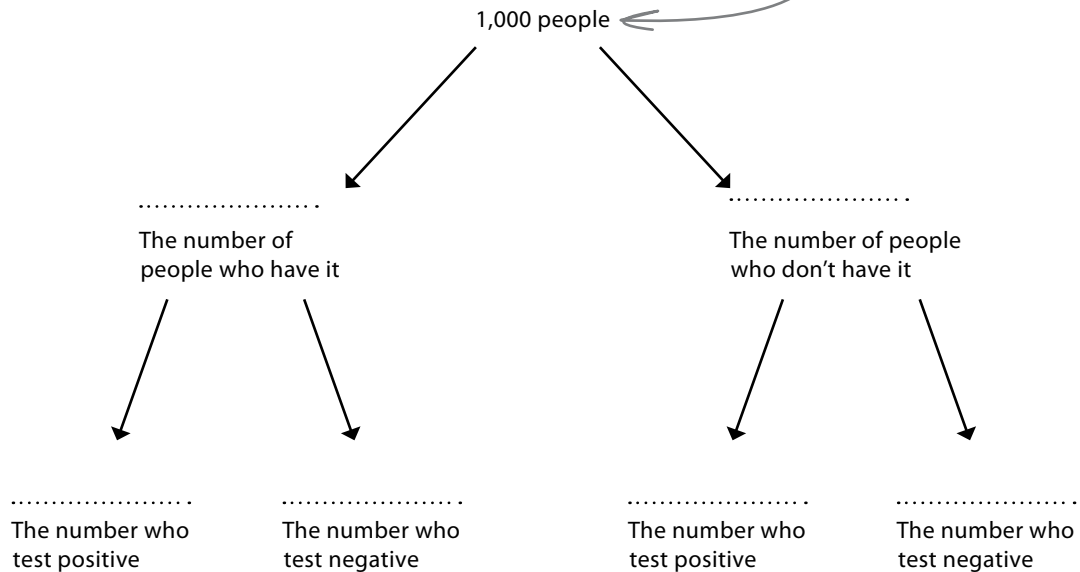 1,000 people
The number of
people who have it
The number of people
who don't have it
The number who
test positive
The number who
test negative
The number who
test positive
The number who
test negative